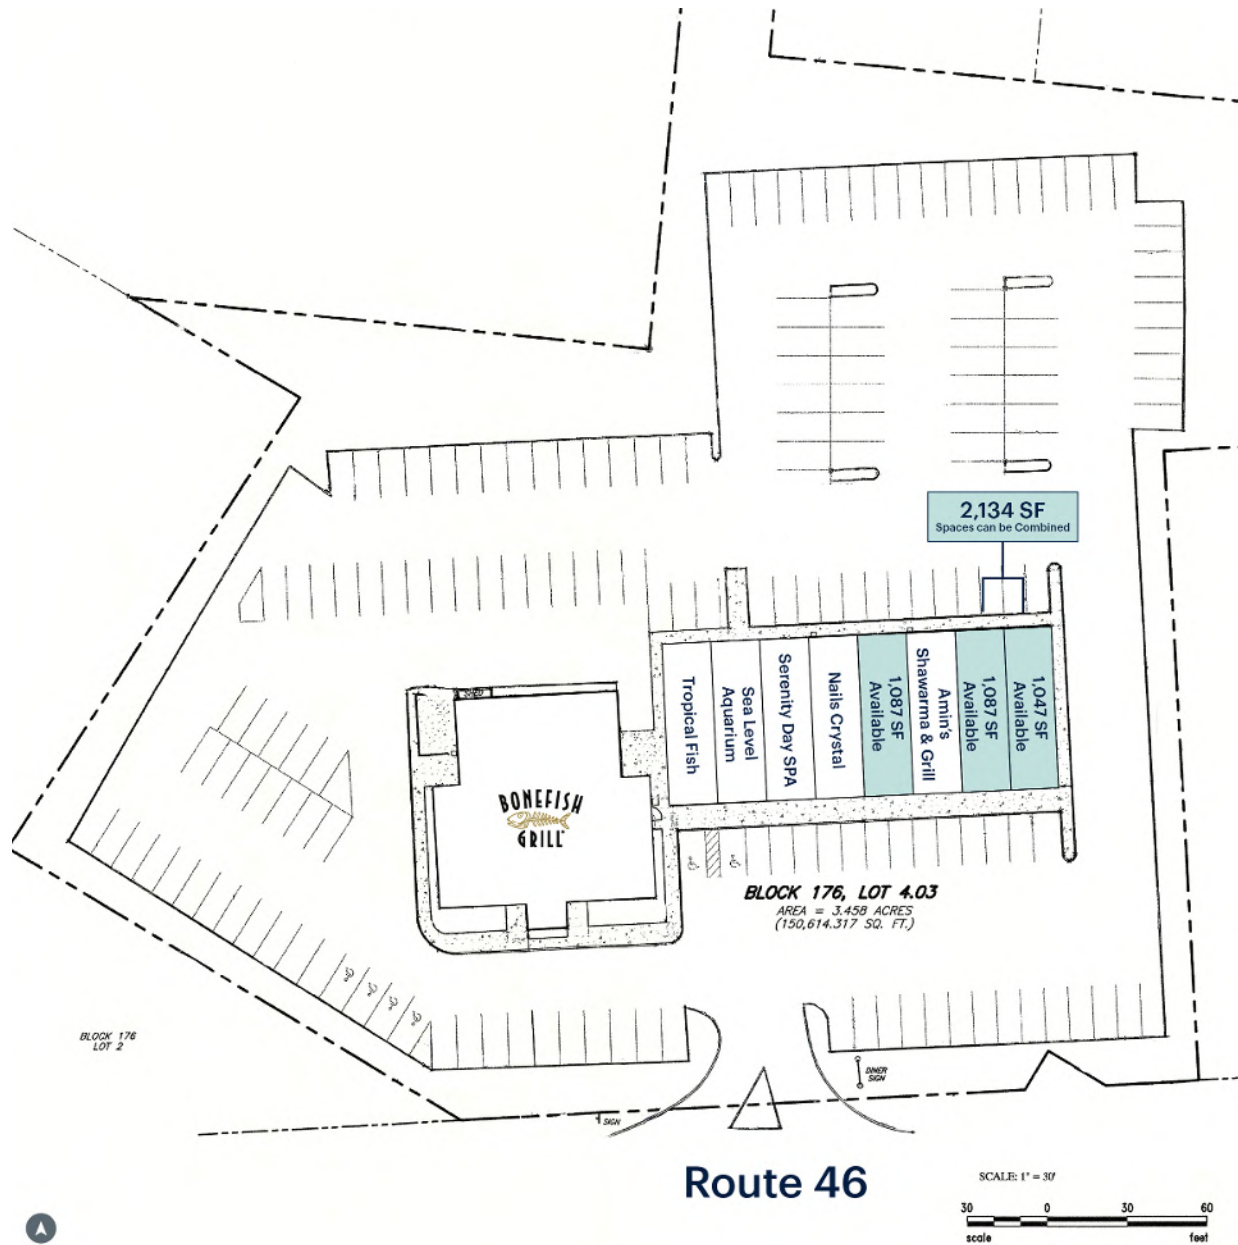 2,134 SF
Spaces can be Combined
Tropical Fish
Sea Level
Aquarium
Serenity Day SPA
Nails Crystal
1,087 SF
Available
Amin's
Shawarma & Grill
1,087 SF
Available
1,047 SF
Available
BONEFISH
GRILL
BLOCK 176, LOT 4.03
AREA = 3.458 ACRES
(150,614.317 SQ. FT.)
BLOCK 176
LOT 2
DINER
SIGN
SIGN
Route 46
SCALE: 1" = 30'
30 0 30 60
scale feet